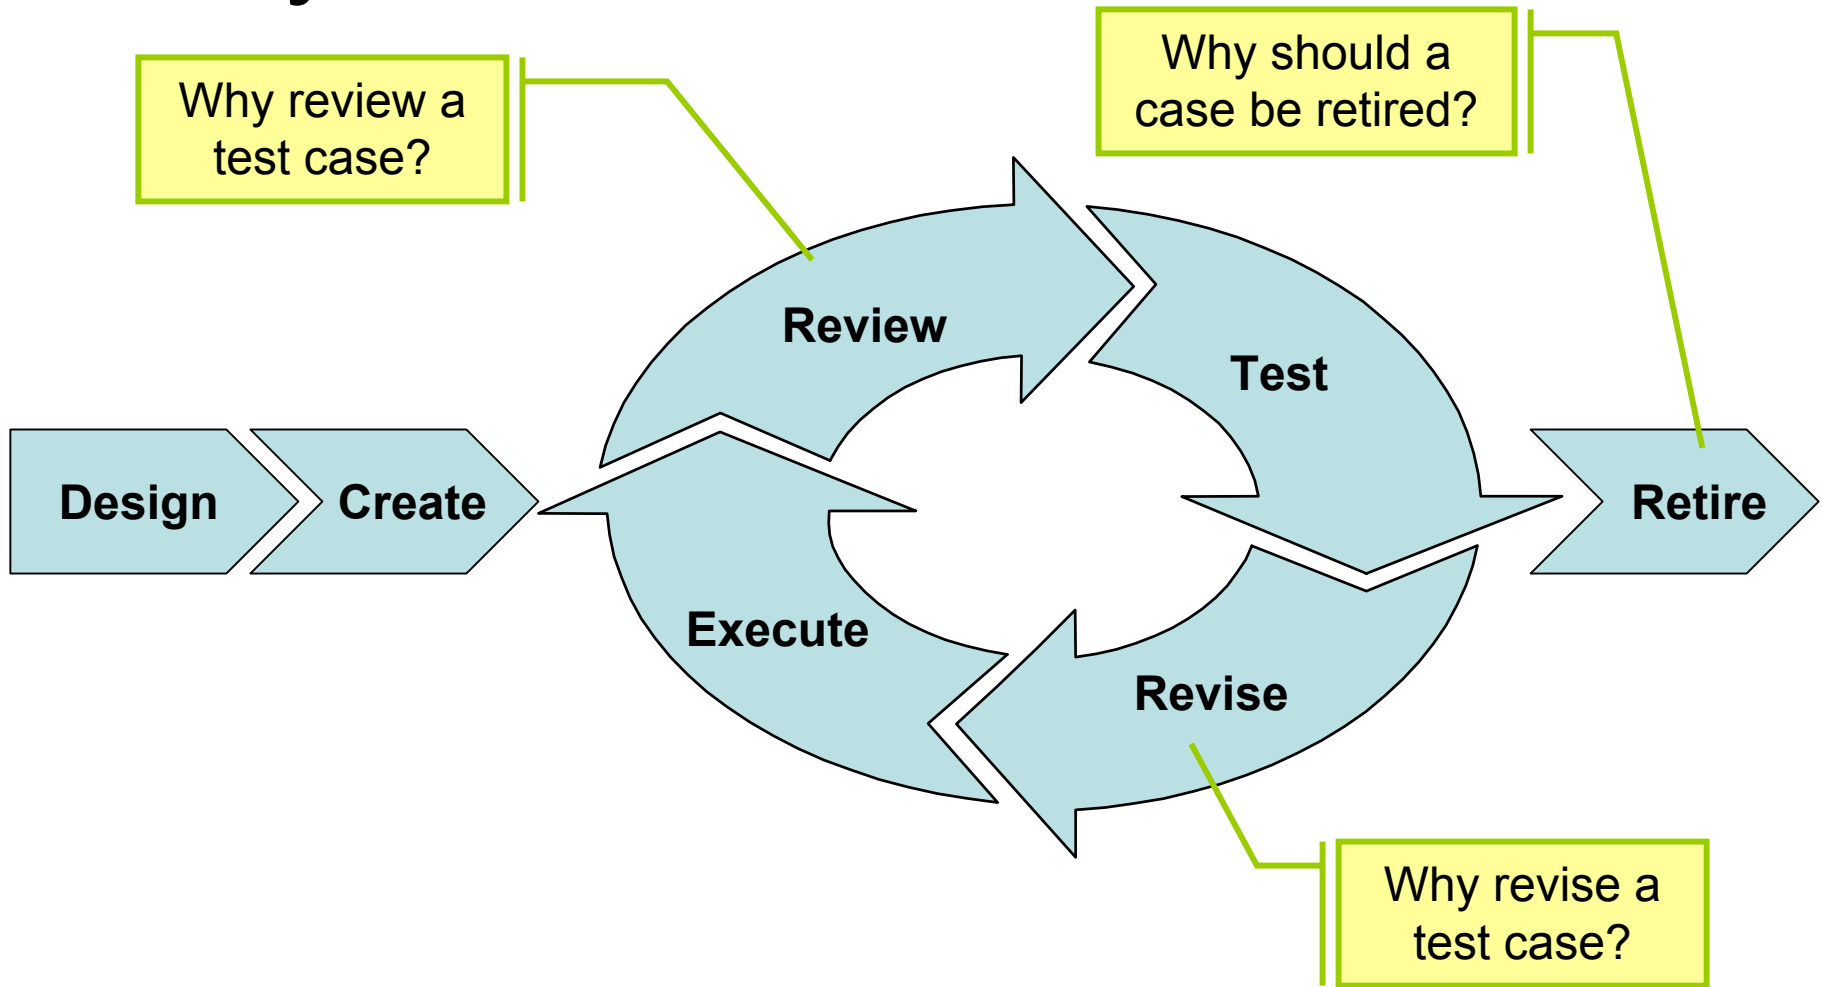 Why review a
test case?
Why should a
case be retired?
Review
Test
Design
Create
Retire
Execute
Revise
Why revise a
test case?